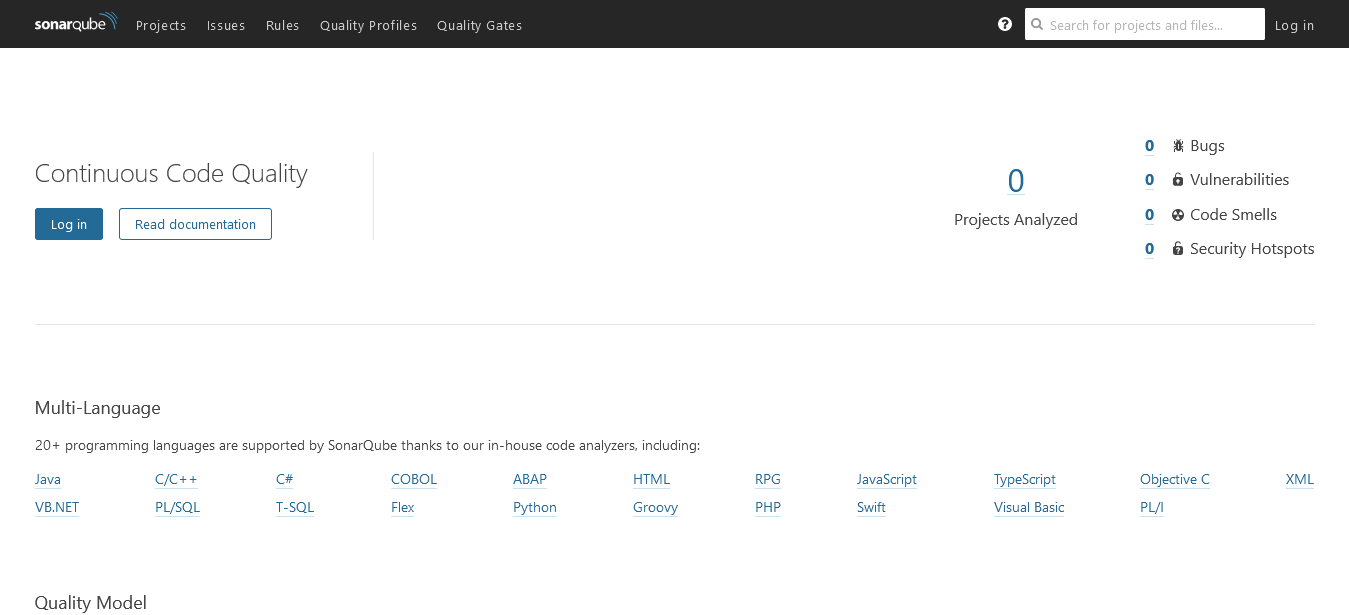 sonarqube Projects Issues Rules Quality Profiles Quality Gates ? Search for projects and files... Log in
Continuous Code Quality
Log in Read documentation
0
Projects Analyzed
0 Bugs
0 Vulnerabilities
0 Code Smells
0 Security Hotspots
Multi-Language
20+ programming languages are supported by SonarQube thanks to our in-house code analyzers, including:
Java C/C++ C# COBOL ABAP HTML RPG JavaScript TypeScript Objective C XML
VB.NET PL/SQL T-SQL Flex Python Groovy PHP Swift Visual Basic PL/I
Quality Model